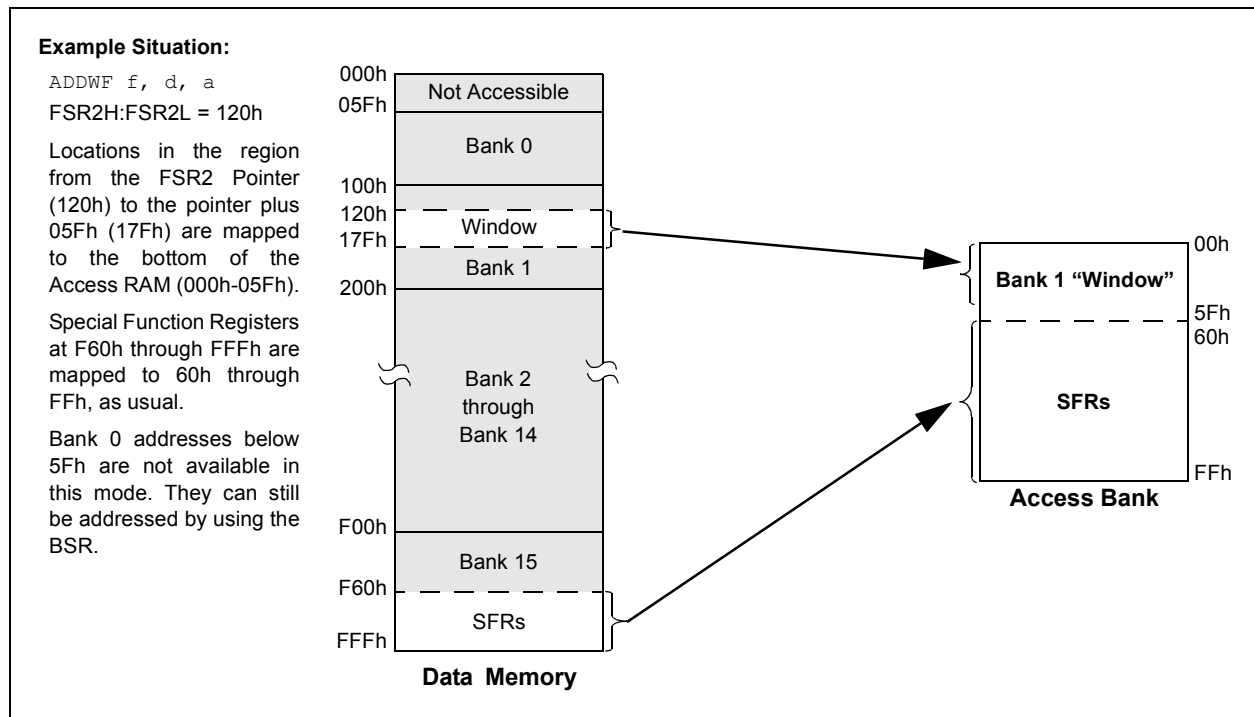 Example Situation:
ADDWF f, d, a
FSR2H:FSR2L = 120h
Locations in the region
from the FSR2 Pointer
(120h) to the pointer plus
05Fh (17Fh) are mapped
to the bottom of the
Access RAM (000h-05Fh).
Special Function Registers
at F60h through FFFh are
mapped to 60h through
FFh, as usual.
Bank 0 addresses below
5Fh are not available in
this mode. They can still
be addressed by using the
BSR.
000h
Not Accessible
05Fh
Bank 0
100h
120h
Window
17Fh
Bank 1
200h
Bank 2
through
Bank 14
F00h
Bank 15
F60h
SFRs
FFFh
Data Memory
00h
Bank 1 “Window”
5Fh
60h
SFRs
FFh
Access Bank